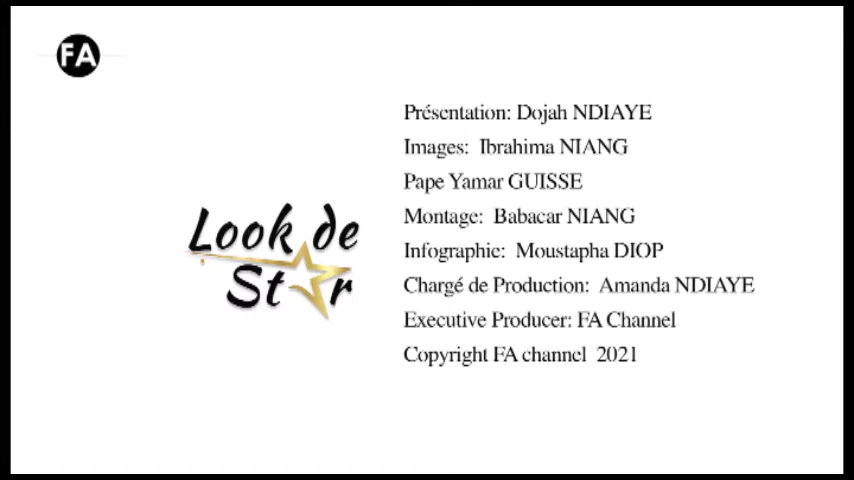 FA
Présentation: Dojah NDIAYE
Images: Ibrahima NIANG
Pape Yamar GUISSE
Montage: Babacar NIANG
Infographie: Moustapha DIOP
Chargé de Production: Amanda NDIAYE
Executive Producer: FA Channel
Copyright FA channel 2021
Look de
Star